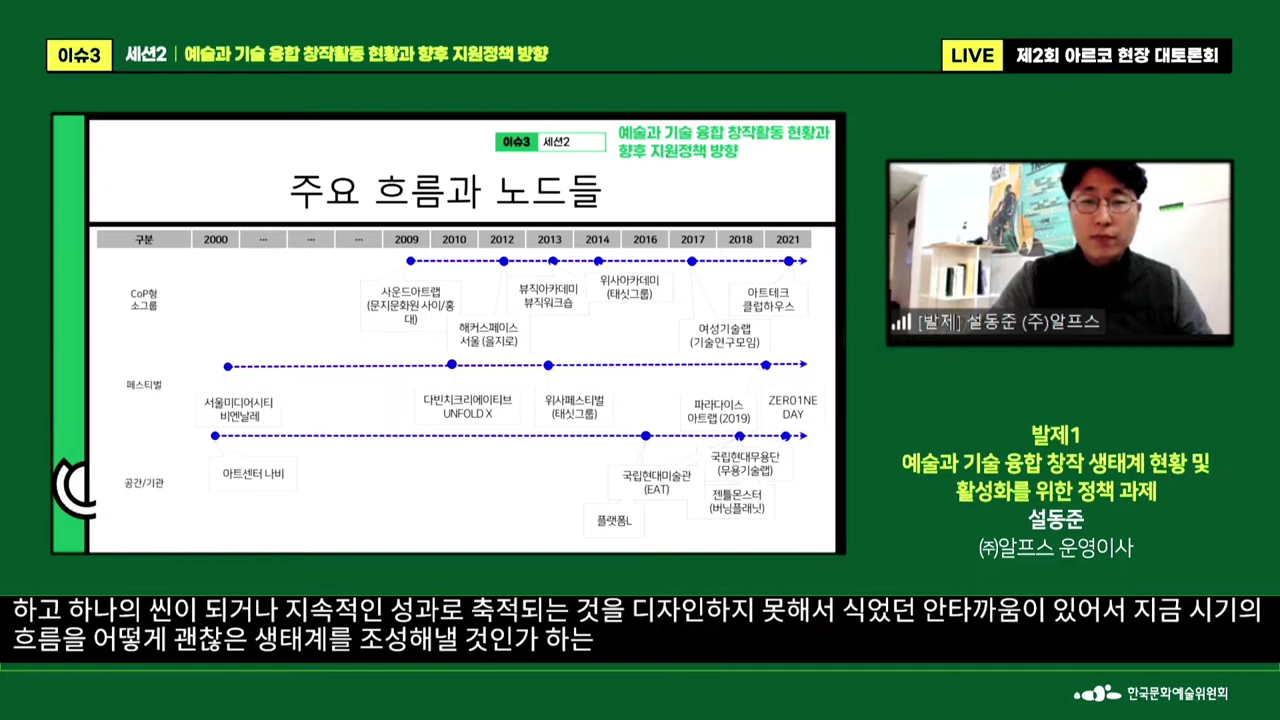 이슈3
세션2 | 예술과 기술 융합 창작활동 현황과 향후 지원정책 방향
LIVE
제2회 아르코 현장 대토론회
이슈3 세션2
예술과 기술 융합 창작활동 현황과
향후 지원정책 방향
주요 흐름과 노드들
구분 2000 ... ... ... 2009 2010 2012 2013 2014 2016 2017 2018 2021
CoP형
소그룹
사운드아트랩
(문지문화원 사이/홍
대)
해커스페이스
서울 (을지로)
뷰직아카데미
뷰직워크숍
위사아카데미
(태싯그룹)
여성기술랩
(기술연구모임)
아트테크
클럽하우스
페스티벌
서울미디어시티
비엔날레
다빈치크리에이티브
UNFOLD X
위사페스티벌
(태싯그룹)
파라다이스
아트랩 (2019)
ZER01NE
DAY
공간/기관
아트센터 나비
국립현대미술관
(EAT)
플랫폼L
국립현대무용단
(무용기술랩)
젠틀몬스터
(버닝플래닛)
[발제] 설동준 (주)알프스
발제1
예술과 기술 융합 창작 생태계 현황 및
활성화를 위한 정책 과제
설동준
㈜알프스 운영이사
하고 하나의 씬이 되거나 지속적인 성과로 축적되는 것을 디자인하지 못해서 식었던 안타까움이 있어서 지금 시기의
흐름을 어떻게 괜찮은 생태계를 조성해낼 것인가 하는
한국문화예술위원회